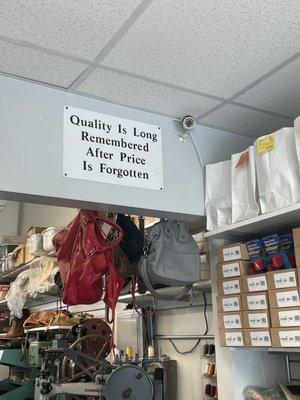 Quality Is Long
Remembered
After Price
Is Forgotten